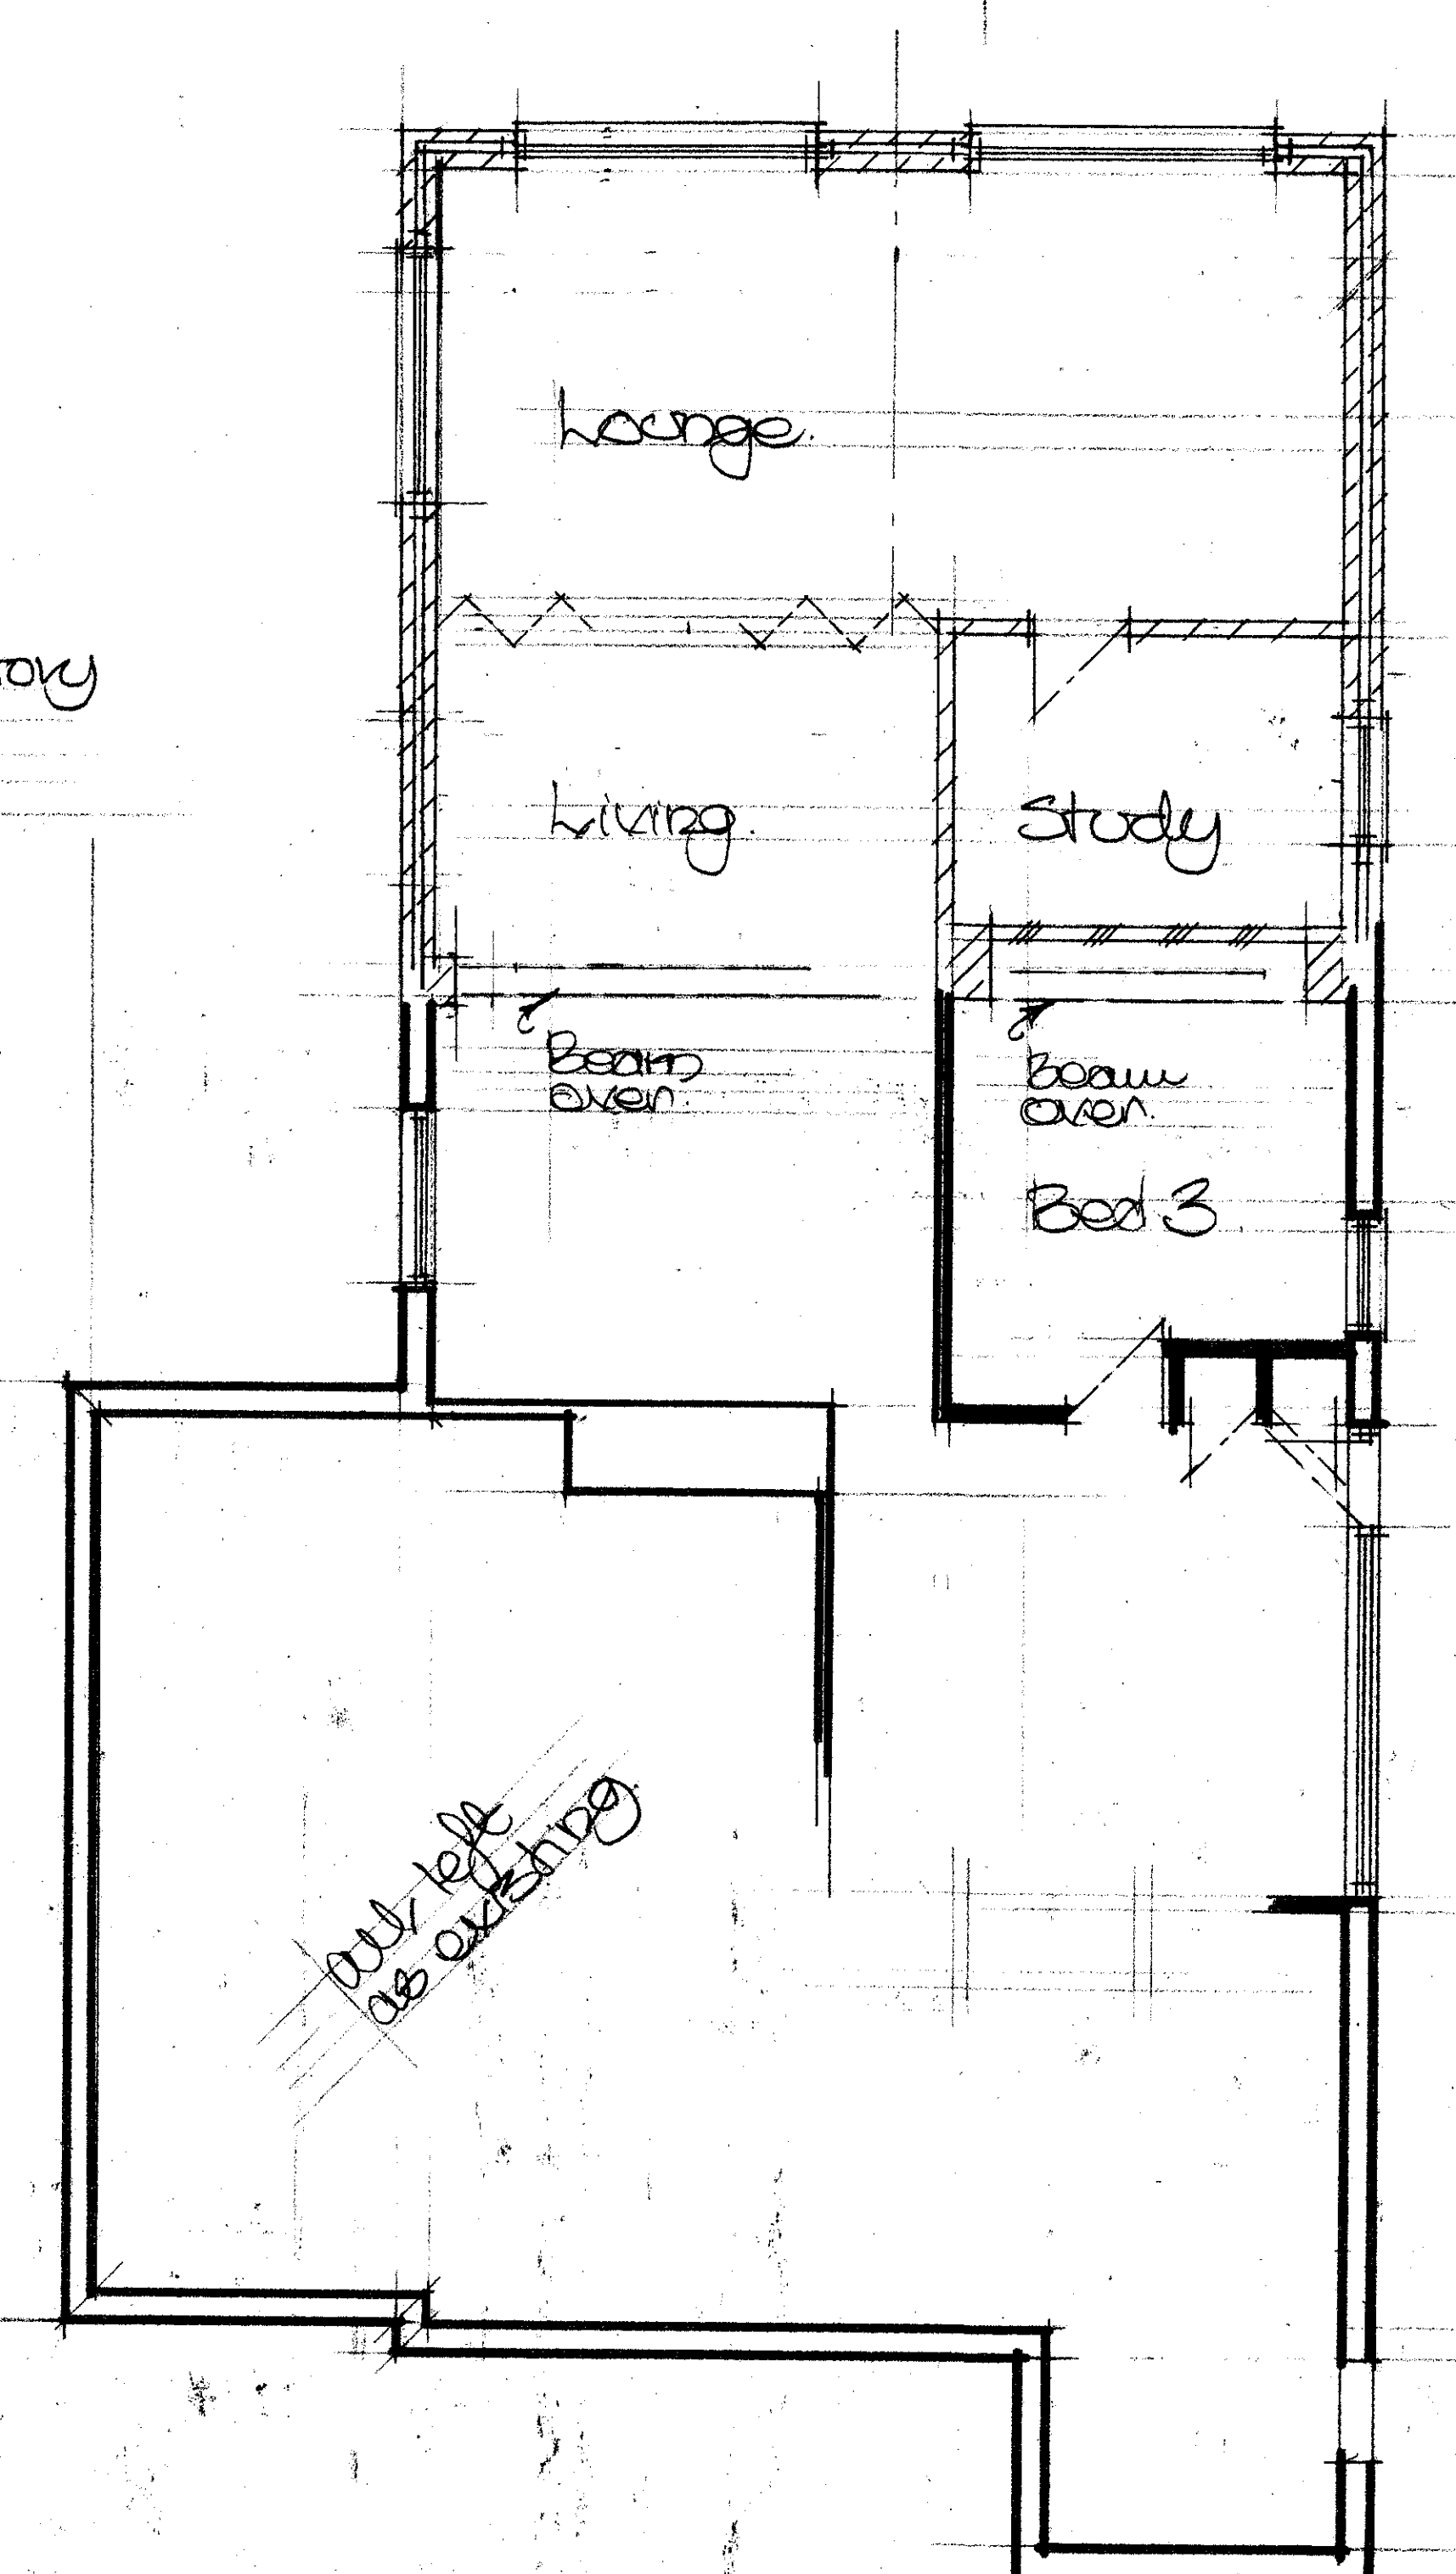 Lounge.
Living.
Study
Beam
over.
Beam
over.
Bed 3
all left
as existing